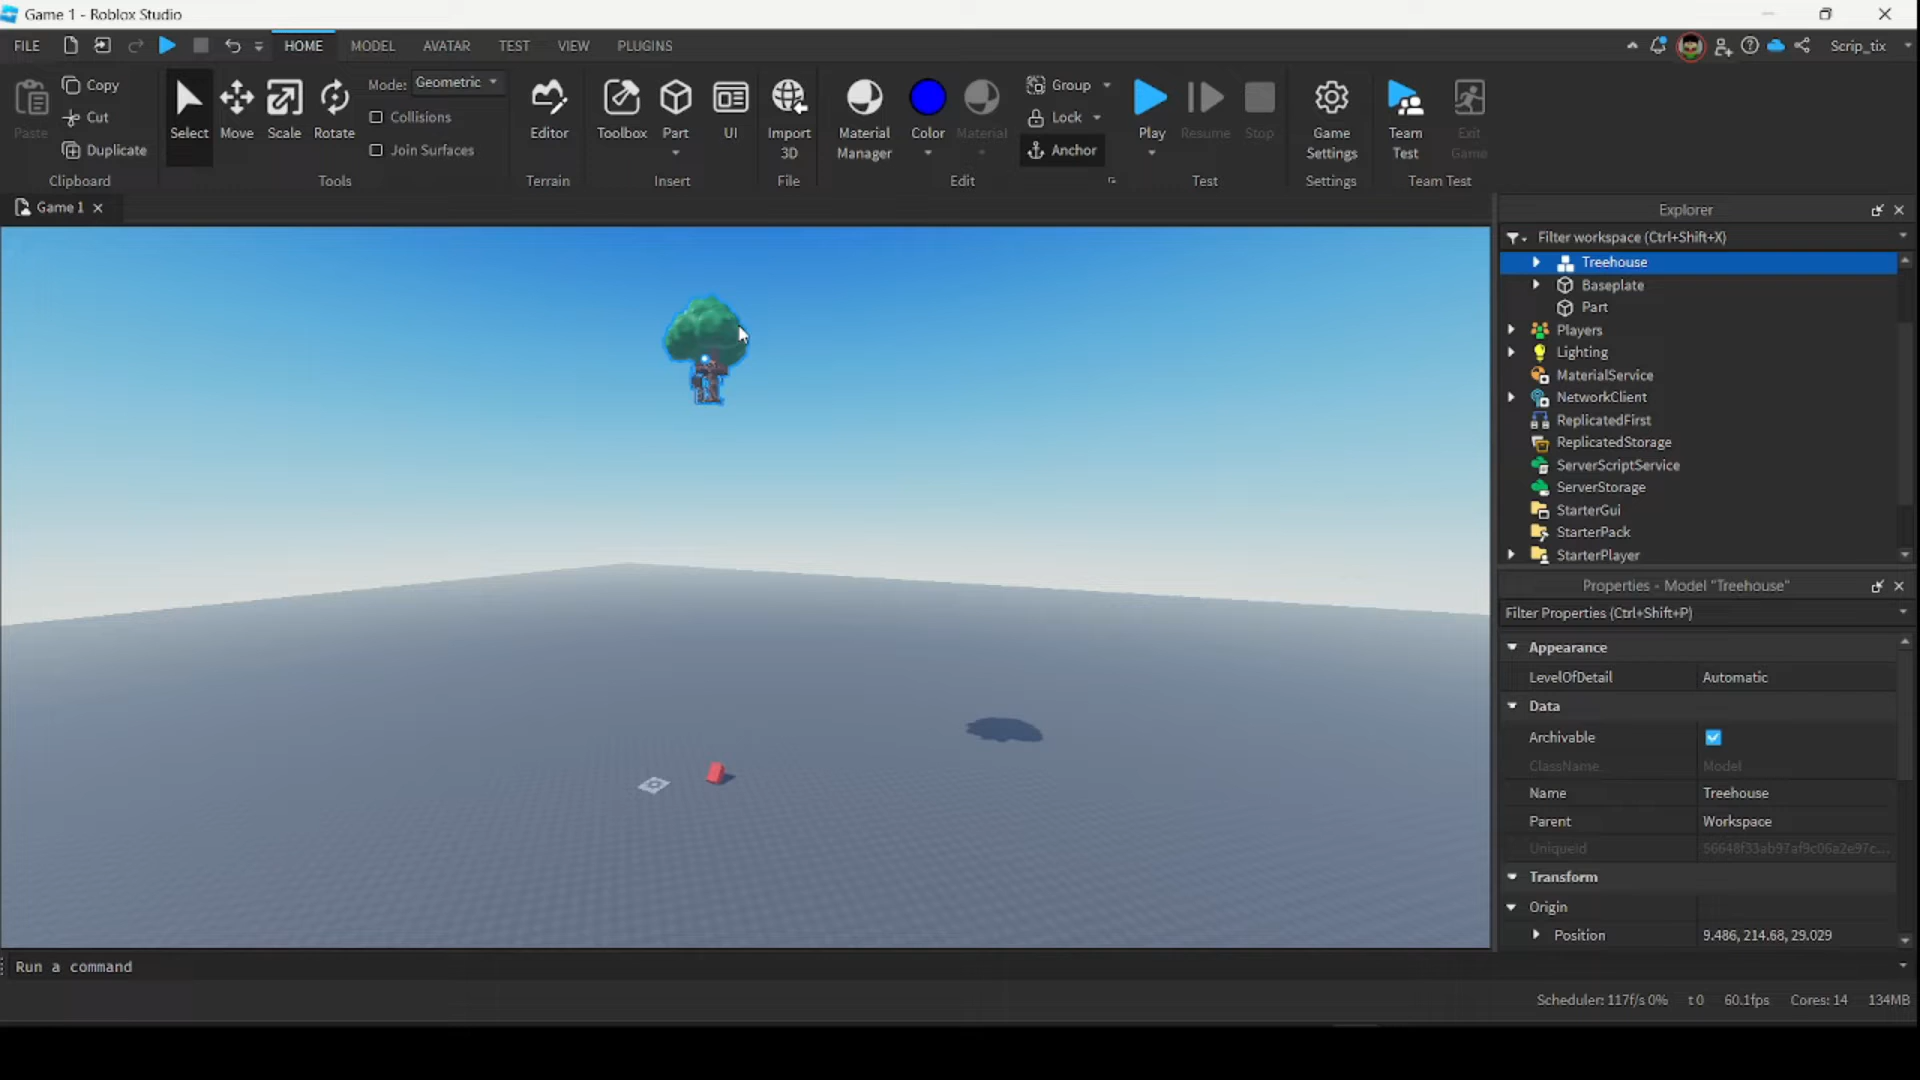 Game 1 - Roblox Studio
FILE HOME MODEL AVATAR TEST VIEW PLUGINS Scrip_tix
Paste
Copy
Cut
Duplicate
Clipboard
Select
Move
Scale
Rotate
Mode: Geometric
Collisions
Join Surfaces
Tools
Editor
Terrain
Toolbox
Part
UI
Insert
Import
3D
File
Material
Manager
Color
Material
Group
Lock
Anchor
Edit
Play
Resume
Stop
Test
Game
Settings
Settings
Team
Test
Exit
Game
Team Test
Game 1
Explorer
Filter workspace (Ctrl+Shift+X)
Treehouse
Baseplate
Part
Players
Lighting
MaterialService
NetworkClient
ReplicatedFirst
ReplicatedStorage
ServerScriptService
ServerStorage
StarterGui
StarterPack
StarterPlayer
Properties - Model "Treehouse"
Filter Properties (Ctrl+Shift+P)
Appearance
LevelOfDetail Automatic
Data
Archivable
ClassName Model
Name Treehouse
Parent Workspace
UniqueId 56648f33ab97af9c06a2e97c...
Transform
Origin
Position 9.486, 214.68, 29.029
Run a command
Scheduler: 117f/s 0% t 0 60.1fps Cores: 14 134MB